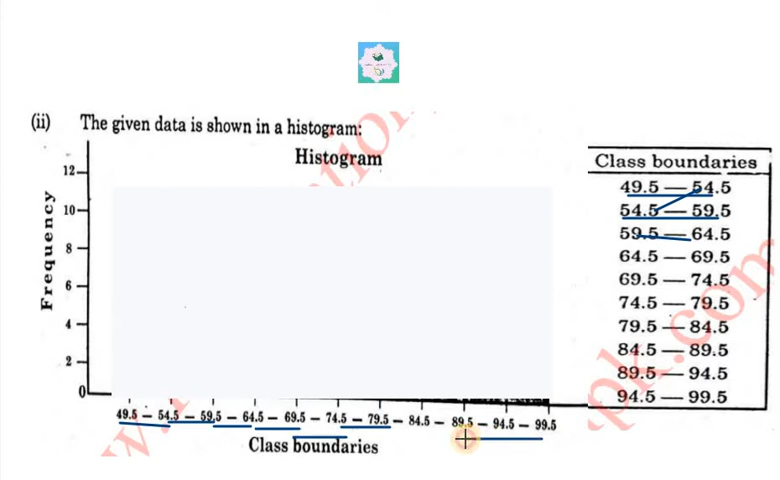 (ii) The given data is shown in a histogram:
Histogram
Frequency
12
10
8
6
4
2
0
49.5 — 54.5 — 59.5 — 64.5 — 69.5 — 74.5 — 79.5 — 84.5 — 89.5 — 94.5 — 99.5
Class boundaries
Class boundaries
49.5 — 54.5
54.5 — 59.5
59.5 — 64.5
64.5 — 69.5
69.5 — 74.5
74.5 — 79.5
79.5 — 84.5
84.5 — 89.5
89.5 — 94.5
94.5 — 99.5